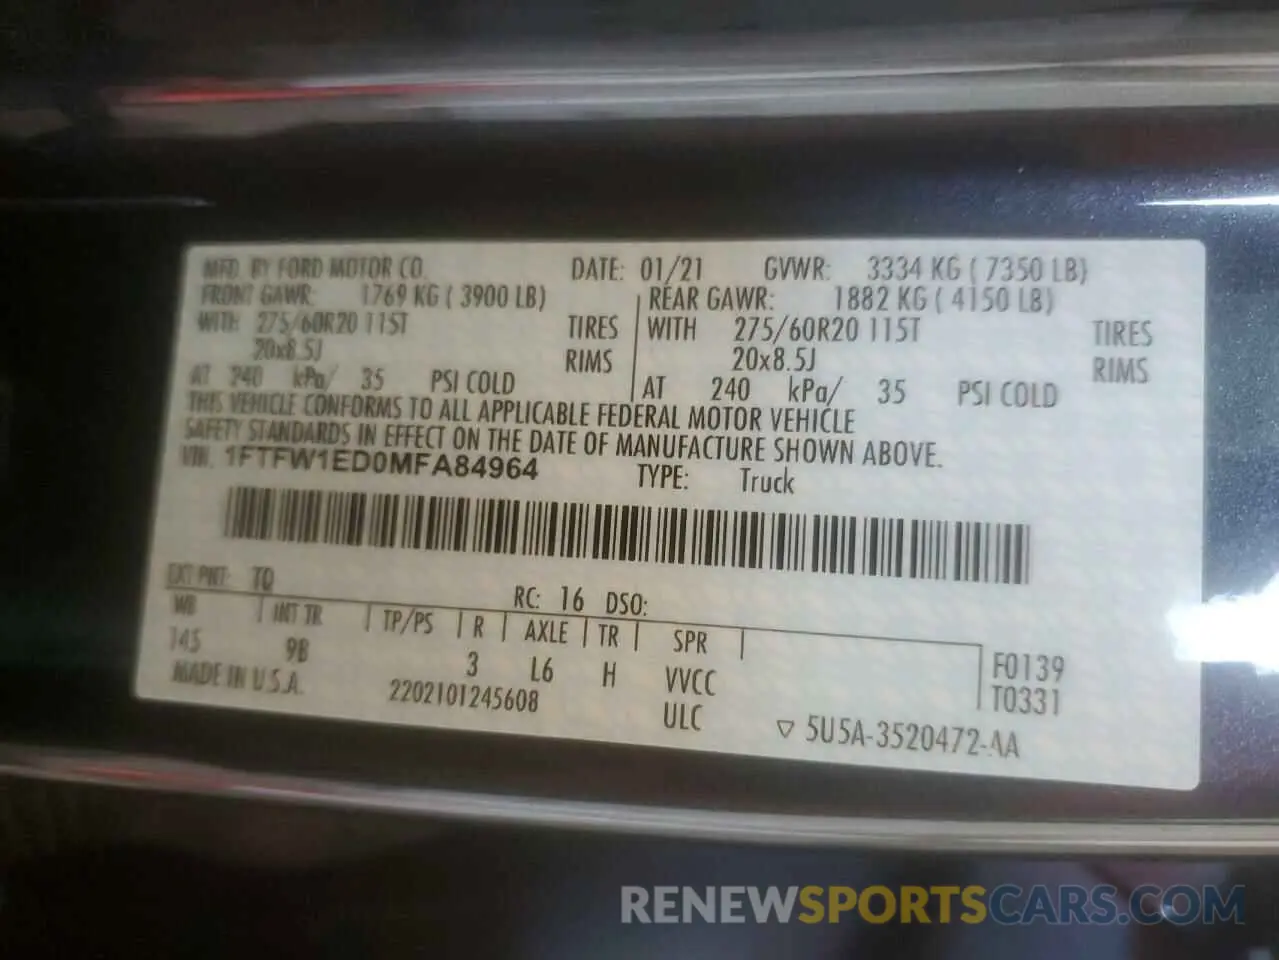 MFD. BY FORD MOTOR CO. DATE: 01/21 GVWR: 3334 KG ( 7350 LB)
FRONT GAWR: 1769 KG ( 3900 LB) REAR GAWR: 1882 KG ( 4150 LB)
WITH 275/60R20 115T TIRES WITH 275/60R20 115T TIRES
20x8.5J RIMS 20x8.5J RIMS
AT 240 kPa/ 35 PSI COLD AT 240 kPa/ 35 PSI COLD
THIS VEHICLE CONFORMS TO ALL APPLICABLE FEDERAL MOTOR VEHICLE
SAFETY STANDARDS IN EFFECT ON THE DATE OF MANUFACTURE SHOWN ABOVE.
VIN: 1FTFW1ED0MFA84964 TYPE: Truck
EXT PNT: TQ RC: 16 DSO:
WB INT TR TP/PS R AXLE TR SPR
145 9B 3 L6 H VVCC F0139
MADE IN U.S.A. 2202101245608 ULC T0331
▽ 5U5A-3520472-AA
RENEWSPORTSCARS.COM